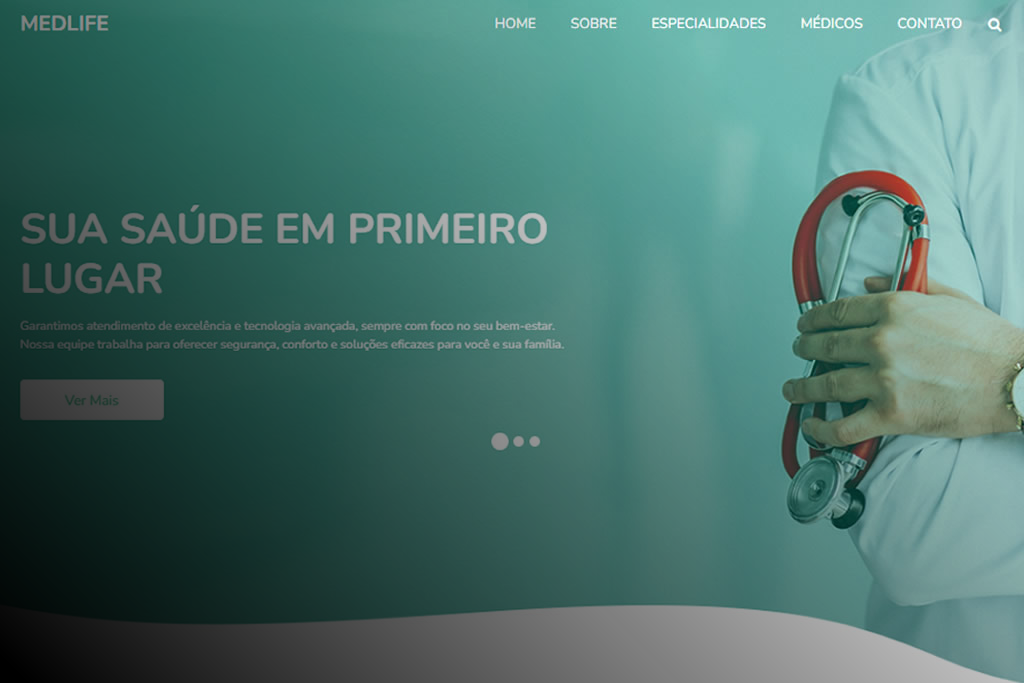 MEDLIFE
HOME SOBRE ESPECIALIDADES MÉDICOS CONTATO
SUA SAÚDE EM PRIMEIRO
LUGAR
Garantimos atendimento de excelência e tecnologia avançada, sempre com foco no seu bem-estar.
Nossa equipe trabalha para oferecer segurança, conforto e soluções eficazes para você e sua família.
Ver Mais